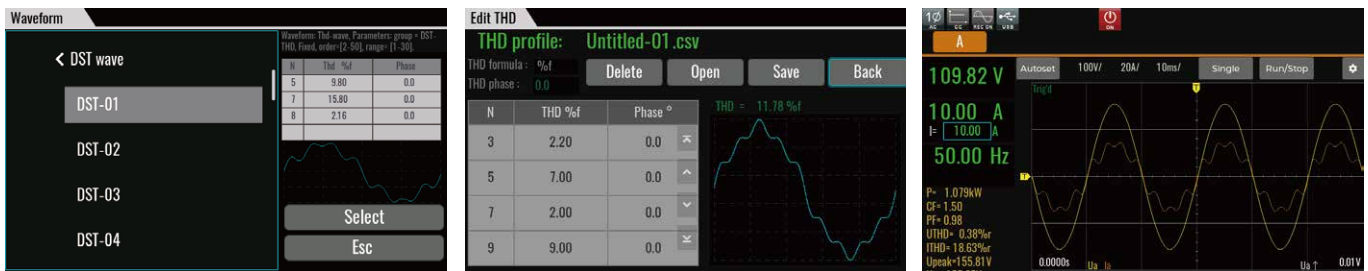 Waveform
DST wave
DST-01
DST-02
DST-03
DST-04
Waveform: Thd-wave, Parameters: group = DST-
THD, Fixed, order=[2-50], range= [1-30].
N Thd %f Phase
5 9.80 0.0
7 15.80 0.0
8 2.16 0.0
Select
Esc
Edit THD
THD profile: Untitled-01.csv
THD formula : %f
THD phase : 0.0
Delete Open Save Back
N THD %f Phase °
3 2.20 0.0
5 7.00 0.0
7 2.00 0.0
9 9.00 0.0
THD = 11.78 %f
1Ø
AC CC REC ON USB ON
A
109.82 V
10.00 A
I= 10.00 A
50.00 Hz
P= 1.079kW
CF= 1.50
PF= 0.98
UTHD= 0.38%r
ITHD= 18.63%r
Upeak=155.81V
Autoset 100V/ 20A/ 10ms/ Single Run/Stop
Trig'd
T
T
0.0000s Ua Ia Ua ↑ 0.01V